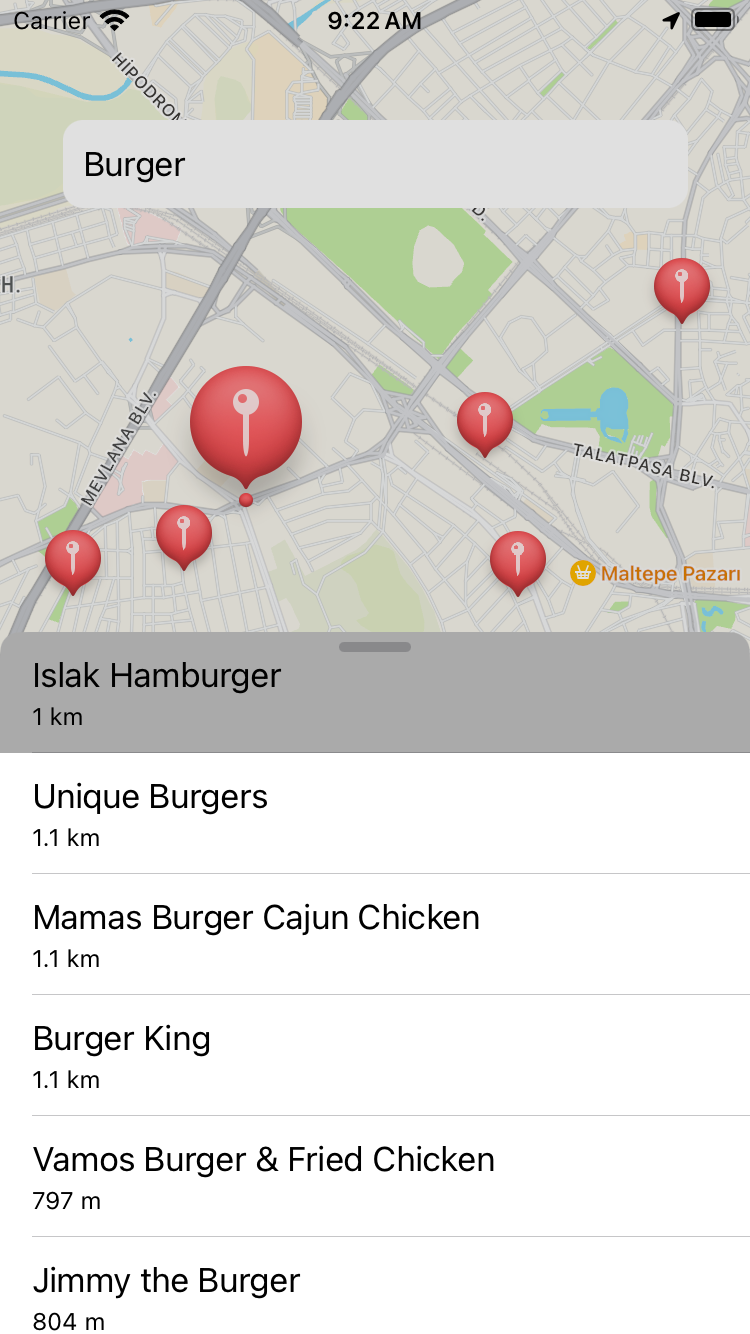 Carrier 9:22 AM
HİPODROM
Burger
D.
H.
MEVLANA BLV.
TALATPASA BLV.
Maltepe Pazarı
Islak Hamburger
1 km
Unique Burgers
1.1 km
Mamas Burger Cajun Chicken
1.1 km
Burger King
1.1 km
Vamos Burger & Fried Chicken
797 m
Jimmy the Burger
804 m